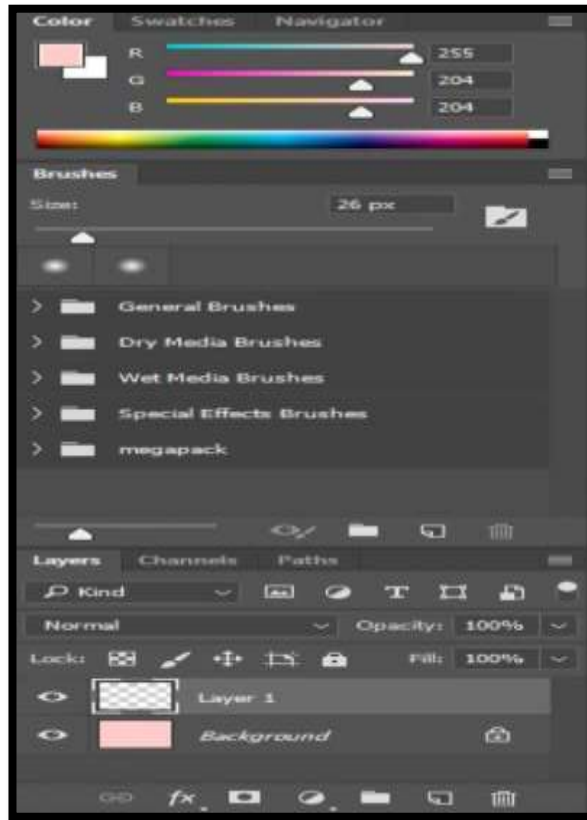 Color Swatches Navigator
R 255
G 204
B 204
Brushes
Size: 26 px
General Brushes
Dry Media Brushes
Wet Media Brushes
Special Effects Brushes
megapack
Layers Channels Paths
Kind T
Normal Opacity: 100%
Lock: Fill: 100%
Layer 1
Background
fx